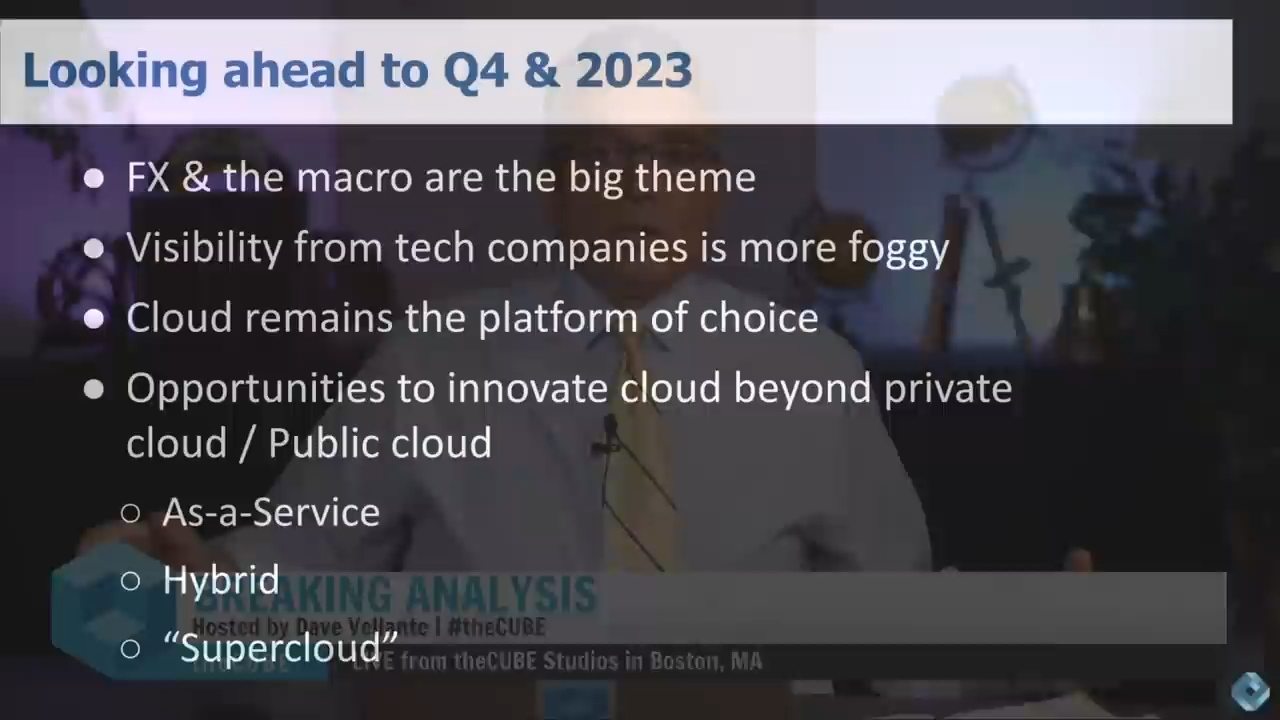 Looking ahead to Q4 & 2023
● FX & the macro are the big theme
● Visibility from tech companies is more foggy
● Cloud remains the platform of choice
● Opportunities to innovate cloud beyond private
cloud / Public cloud
○ As-a-Service
○ Hybrid
○ “Supercloud”
BREAKING ANALYSIS
Hosted by Dave Vellante | #theCUBE
theCUBE LIVE from theCUBE Studios in Boston, MA